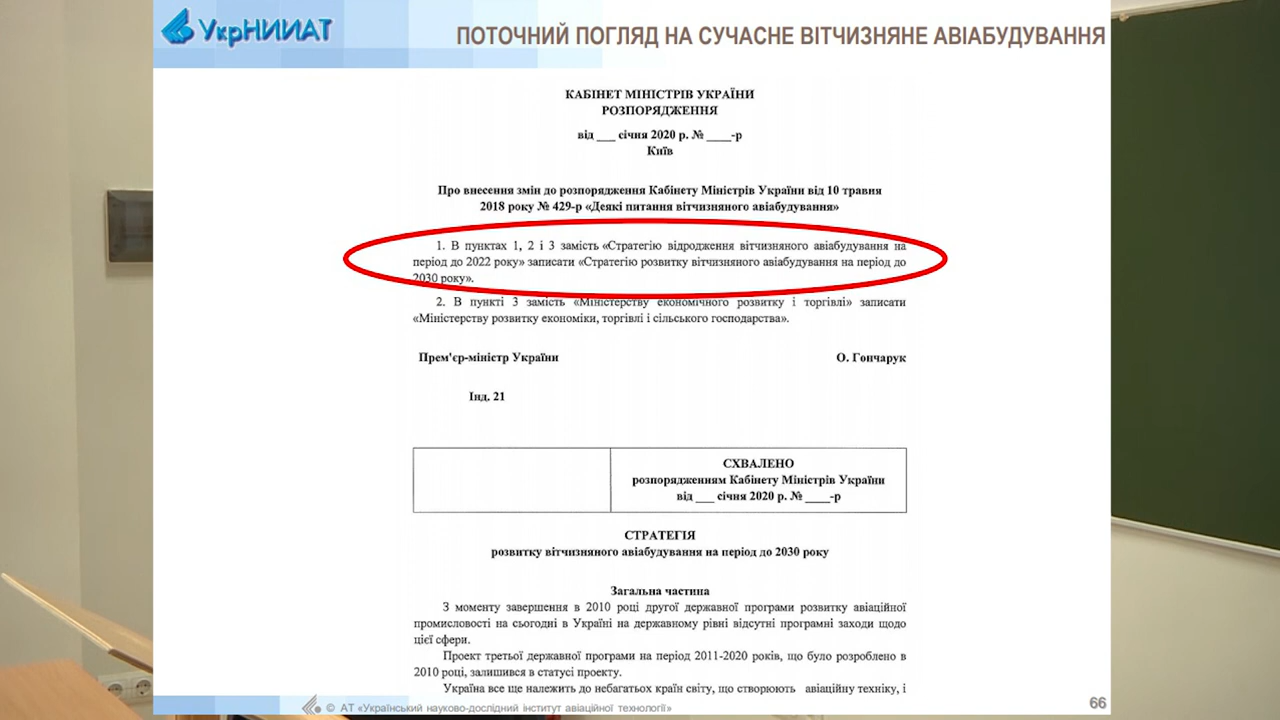 УкрНИИАТ
ПОТОЧНИЙ ПОГЛЯД НА СУЧАСНЕ ВІТЧИЗНЯНЕ АВІАБУДУВАННЯ
КАБІНЕТ МІНІСТРІВ УКРАЇНИ
РОЗПОРЯДЖЕННЯ
від ___ січня 2020 р. № ____-р
Київ
Про внесення змін до розпорядження Кабінету Міністрів України від 10 травня
2018 року № 429-р «Деякі питання вітчизняного авіабудування»
1. В пунктах 1, 2 і 3 замість «Стратегію відродження вітчизняного авіабудування на
період до 2022 року» записати «Стратегію розвитку вітчизняного авіабудування на період до
2030 року».
2. В пункті 3 замість «Міністерству економічного розвитку і торгівлі» записати
«Міністерству розвитку економіки, торгівлі і сільського господарства».
Прем'єр-міністр України О. Гончарук
Інд. 21
СХВАЛЕНО
розпорядженням Кабінету Міністрів України
від ___ січня 2020 р. № ____-р
СТРАТЕГІЯ
розвитку вітчизняного авіабудування на період до 2030 року
Загальна частина
З моменту завершення в 2010 році другої державної програми розвитку авіаційної
промисловості на сьогодні в Україні на державному рівні відсутні програмні заходи щодо
цієї сфери.
Проект третьої державної програми на період 2011-2020 років, що було розроблено в
2010 році, залишився в статусі проекту.
Україна все ще належить до небагатьох країн світу, що створюють авіаційну техніку, і
© АТ «Український науково-дослідний інститут авіаційної технології»
66